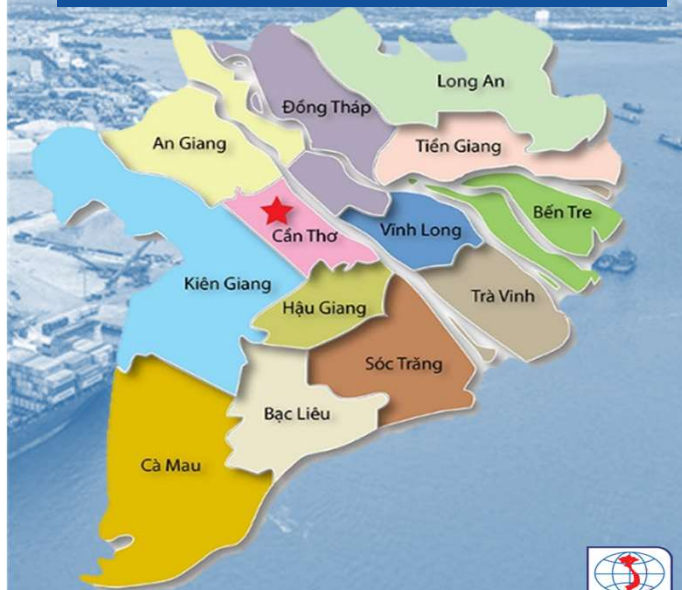 Long An
Đồng Tháp
An Giang
Tiền Giang
Bến Tre
Cần Thơ
Vĩnh Long
Kiên Giang
Trà Vinh
Hậu Giang
Sóc Trăng
Bạc Liêu
Cà Mau